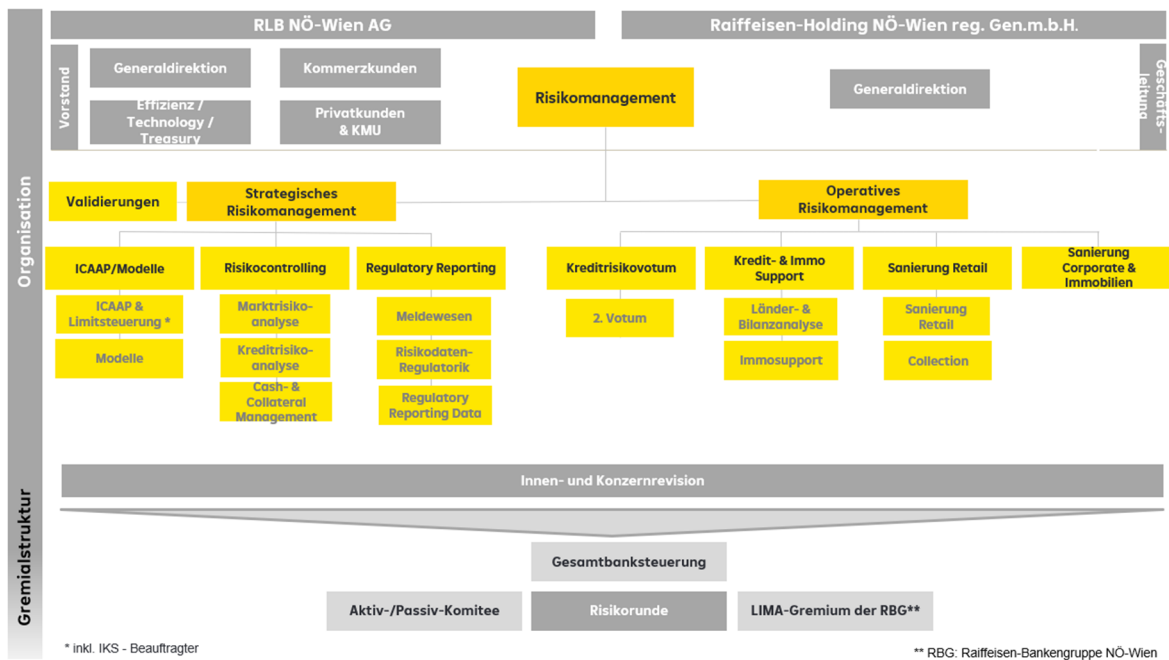 RLB NÖ-Wien AG
Raiffeisen-Holding NÖ-Wien reg. Gen.m.b.H.
Organisation
Vorstand
Generaldirektion
Kommerzkunden
Effizienz /
Technology /
Treasury
Privatkunden
& KMU
Risikomanagement
Generaldirektion
Geschäfts-
leitung
Validierungen
Strategisches
Risikomanagement
Operatives
Risikomanagement
ICAAP/Modelle
Risikocontrolling
Regulatory Reporting
Kreditrisikovotum
Kredit- & Immo
Support
Sanierung Retail
Sanierung
Corporate &
Immobilien
ICAAP &
Limitsteuerung *
Modelle
Marktrisiko-
analyse
Kreditrisiko-
analyse
Cash- &
Collateral
Management
Meldewesen
Risikodaten-
Regulatorik
Regulatory
Reporting Data
2. Votum
Länder- &
Bilanzanalyse
Immosupport
Sanierung
Retail
Collection
Gremialstruktur
Innen- und Konzernrevision
Gesamtbanksteuerung
Aktiv-/Passiv-Komitee
Risikorunde
LIMA-Gremium der RBG**
* inkl. IKS - Beauftragter
** RBG: Raiffeisen-Bankengruppe NÖ-Wien